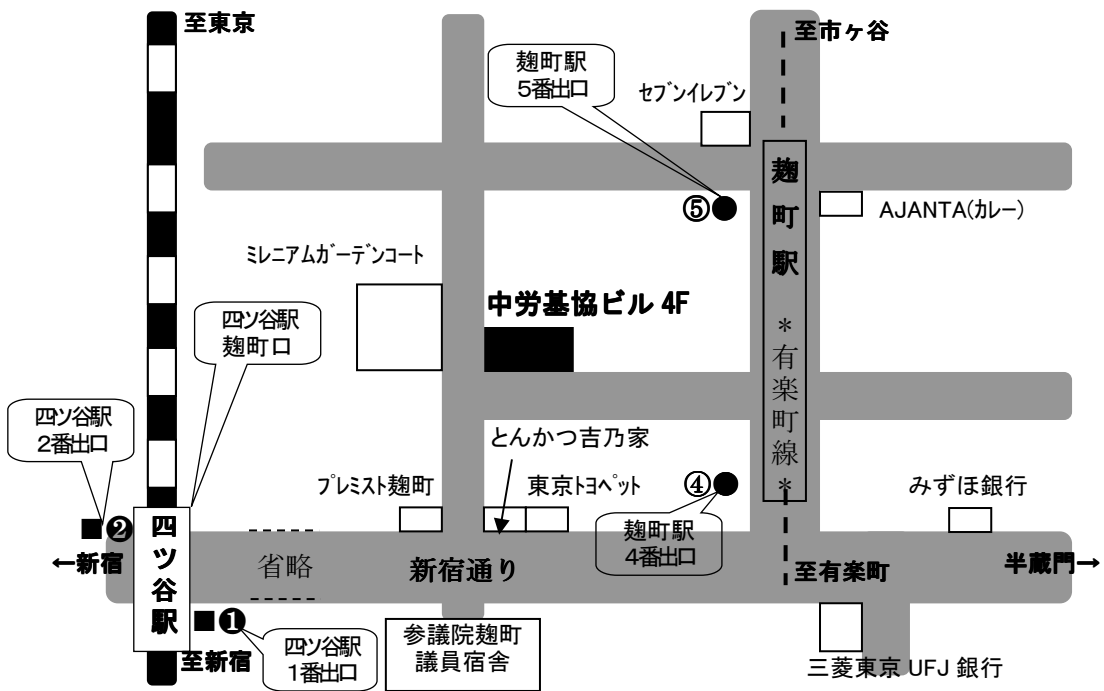 至東京
至市ヶ谷
麹町駅
5番出口
セブンイレブン
麹町駅
⑤
AJANTA(カレー)
ミレニアムガーデンコート
中労基協ビル 4F
四ツ谷駅
麹町口
*有楽町線*
四ツ谷駅
2番出口
とんかつ吉乃家
プレミスト麹町
東京トヨペット
④
みずほ銀行
■❷
四ツ谷駅
麹町駅
4番出口
←新宿
省略
新宿通り
至有楽町
半蔵門→
■❶
四ツ谷駅
1番出口
参議院麹町
議員宿舎
至新宿
三菱東京 UFJ 銀行